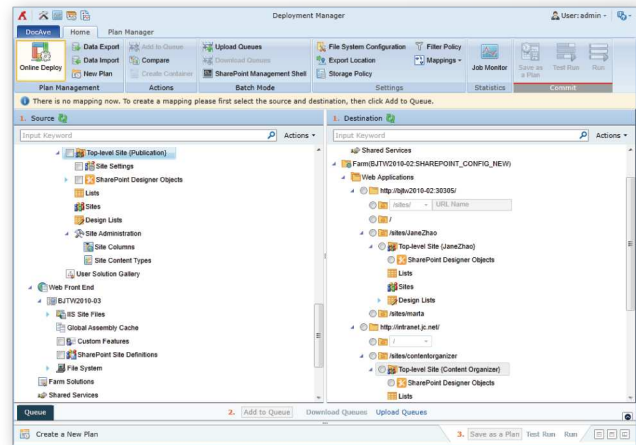 Deployment Manager
User: admin
DocAve
Home
Plan Manager
Online Deploy
Data Export
Data Import
New Plan
Plan Management
Add to Queue
Compare
Create Container
Actions
Upload Queues
Download Queues
SharePoint Management Shell
Batch Mode
File System Configuration
Export Location
Storage Policy
Filter Policy
Mappings
Settings
Job Monitor
Statistics
Save as a Plan
Test Run
Run
Commit
There is no mapping now. To create a mapping please first select the source and destination, then click Add to Queue.
1. Source
Input Keyword
Actions
Top-level Site {Publication}
Site Settings
SharePoint Designer Objects
Lists
Sites
Design Lists
Site Administration
Site Columns
Site Content Types
User Solution Gallery
Web Front End
BJTW2010-03
IIS Site Files
Global Assembly Cache
Custom Features
SharePoint Site Definitions
File System
Farm Solutions
Shared Services
1. Destination
Input Keyword
Actions
Shared Services
Farm(BJTW2010-02:SHAREPOINT_CONFIG_NEW)
Web Applications
http://bjtw2010-02:30305/
/sites/
URL Name
/
/sites/JaneZhao
Top-level Site {JaneZhao}
SharePoint Designer Objects
Lists
Sites
Design Lists
/sites/marta
http://intranet.jc.net/
/
/sites/contentorganizer
Top-level Site {Content Organizer}
SharePoint Designer Objects
Lists
Queue
2. Add to Queue
Download Queues
Upload Queues
Create a New Plan
3. Save as a Plan
Test Run
Run